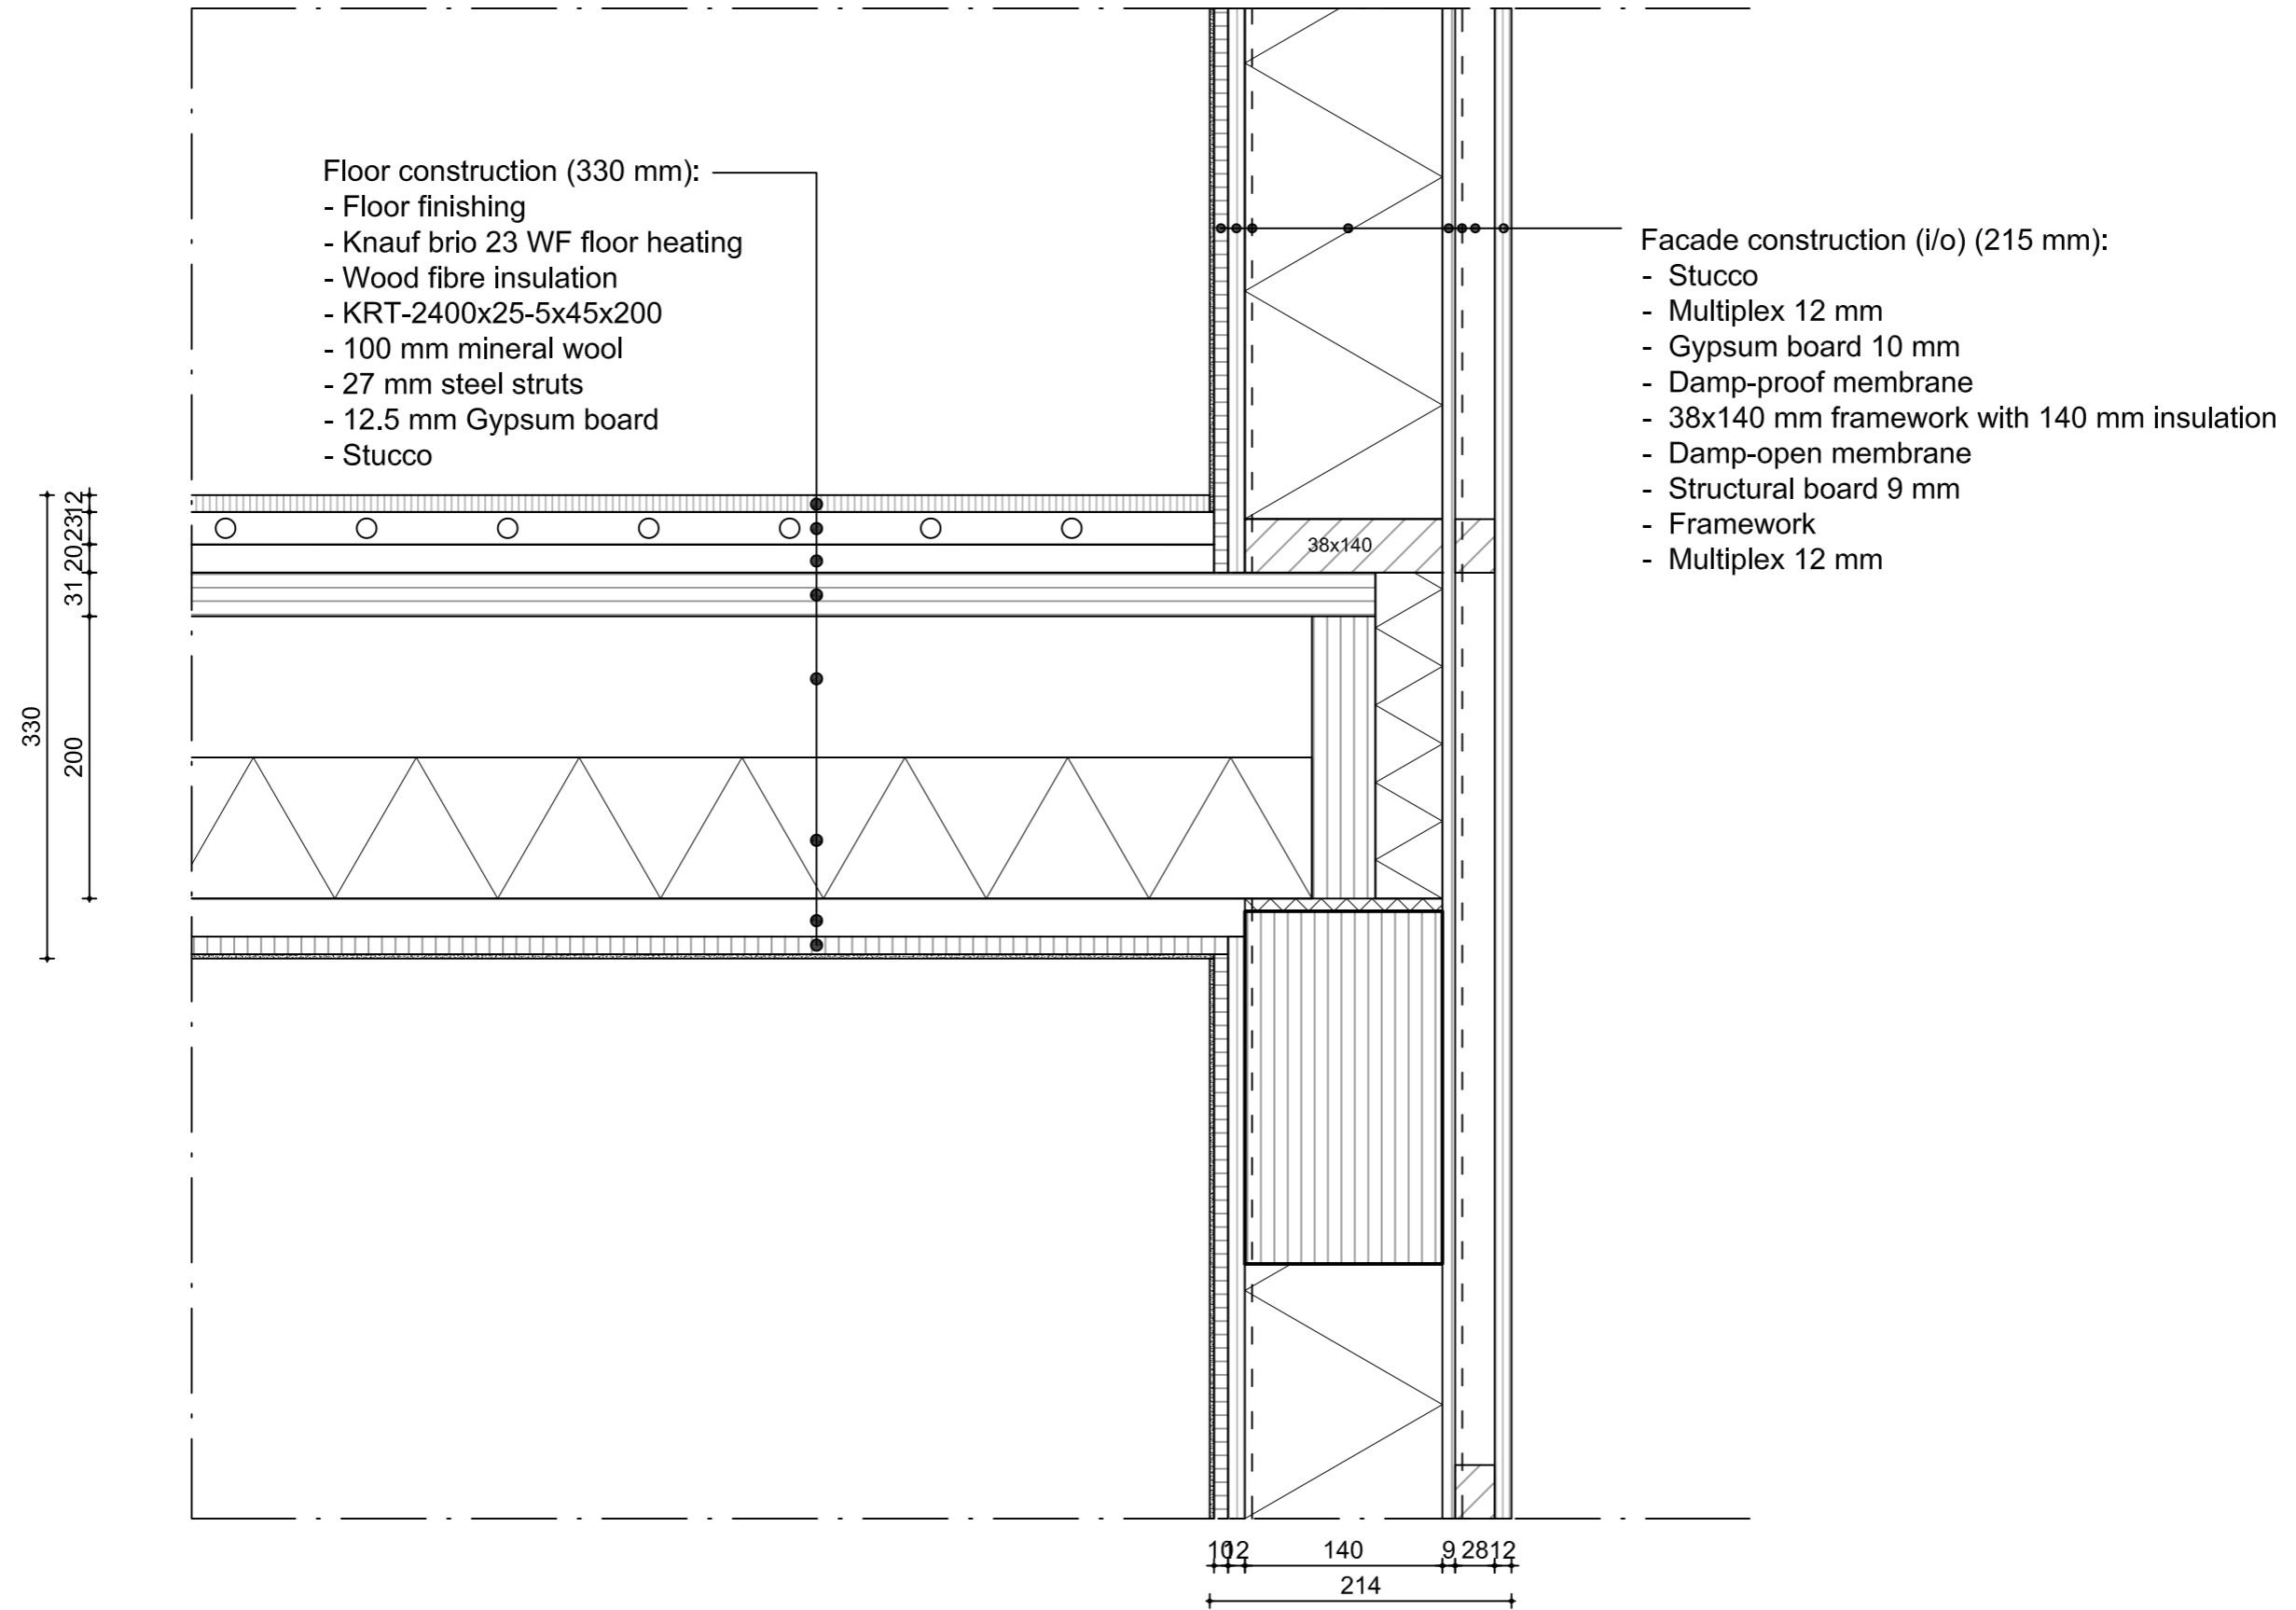 Floor construction (330 mm):
- Floor finishing
- Knauf brio 23 WF floor heating
- Wood fibre insulation
- KRT-2400x25-5x45x200
- 100 mm mineral wool
- 27 mm steel struts
- 12.5 mm Gypsum board
- Stucco
Facade construction (i/o) (215 mm):
- Stucco
- Multiplex 12 mm
- Gypsum board 10 mm
- Damp-proof membrane
- 38x140 mm framework with 140 mm insulation
- Damp-open membrane
- Structural board 9 mm
- Framework
- Multiplex 12 mm
12
23
20
31
200
330
38x140
10
12
140
9
28
12
214